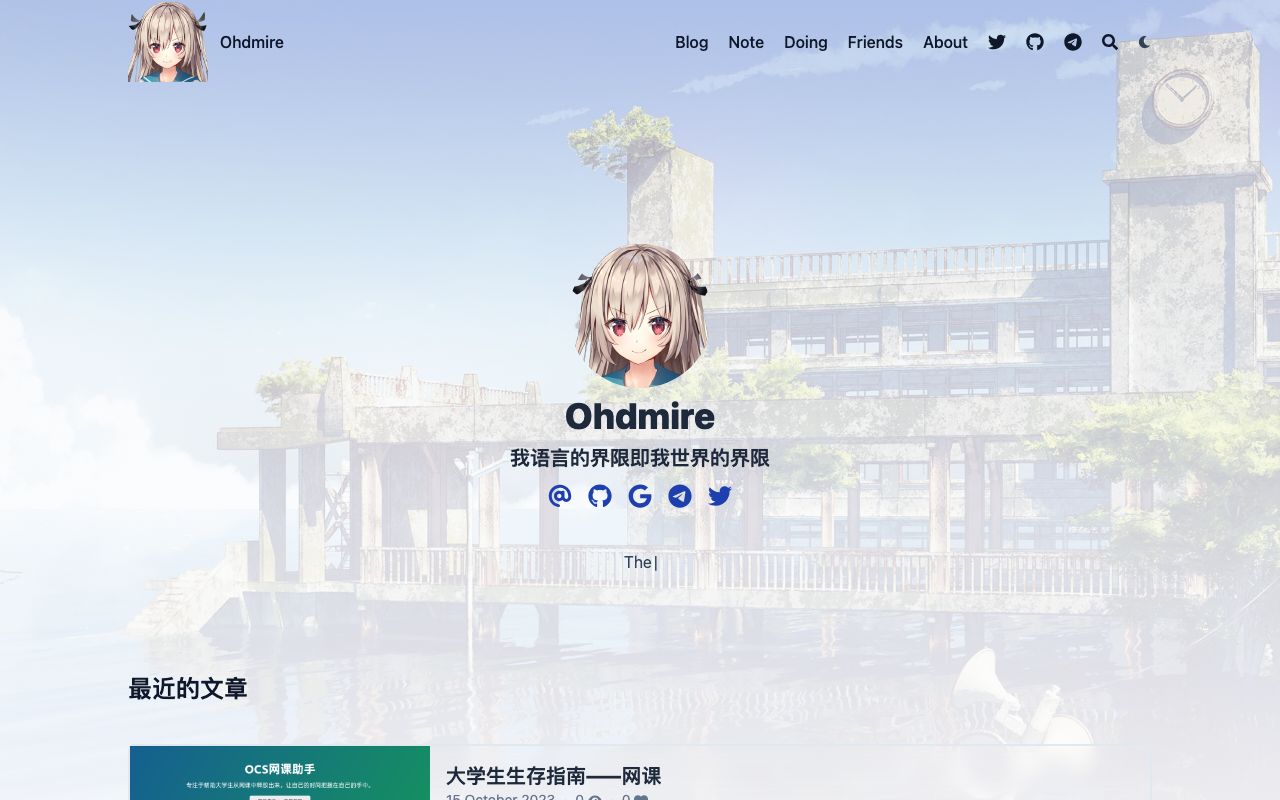 Ohdmire
Blog Note Doing Friends About
Ohdmire
我语言的界限即我世界的界限
The|
最近的文章
OCS网课助手
专注于帮助大学生从网课中释放出来，让自己的时间把握在自己的手中。
大学生生存指南——网课
15 October 2023 · 0 · 0